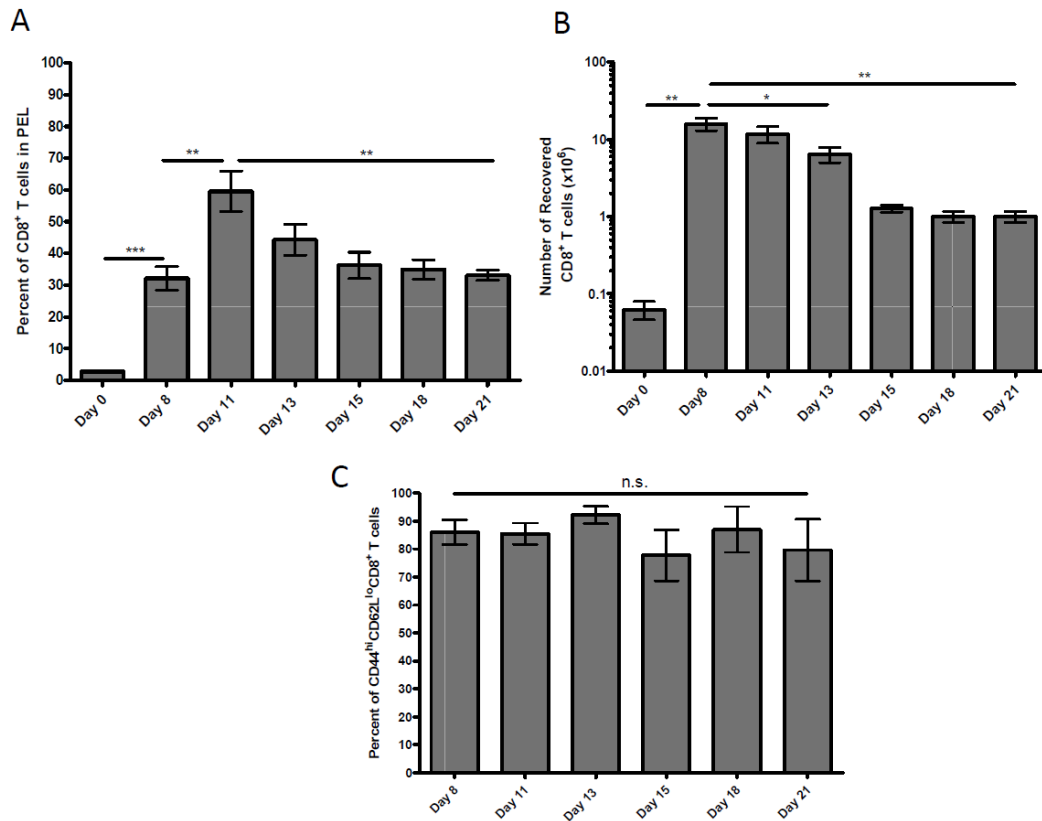 A
Percent of CD8⁺ T cells in PEL
100
90
80
70
60
50
40
30
20
10
0
***
**
**
Day 0
Day 8
Day 11
Day 13
Day 15
Day 18
Day 21
B
Number of Recovered
CD8⁺ T cells (x10⁶)
100
10
1
0.1
0.01
**
*
**
Day 0
Day8
Day 11
Day 13
Day 15
Day 18
Day 21
C
Percent of CD44ʰⁱCD62LˡᵒCD8⁺ T cells
100
90
80
70
60
50
40
30
20
10
0
n.s.
Day 8
Day 11
Day 13
Day 15
Day 18
Day 21